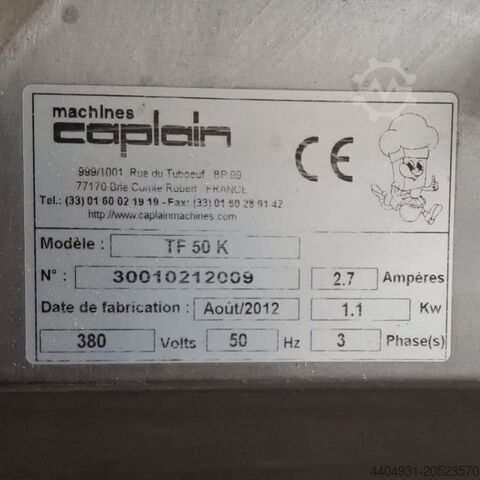 machines
caplain
999/1001 Rue du Tuboeuf BP 99
77170 Brie Comte Robert FRANCE
Tel.: (33) 01 60 02 19 19 - Fax: (33) 01 60 28 91 42
http://www.caplainmachines.com
CE
Modèle : TF 50 K
N° : 30010212009 2.7 Ampères
Date de fabrication : Août/2012 1.1 Kw
380 Volts 50 Hz 3 Phase(s)
4404931-20523570